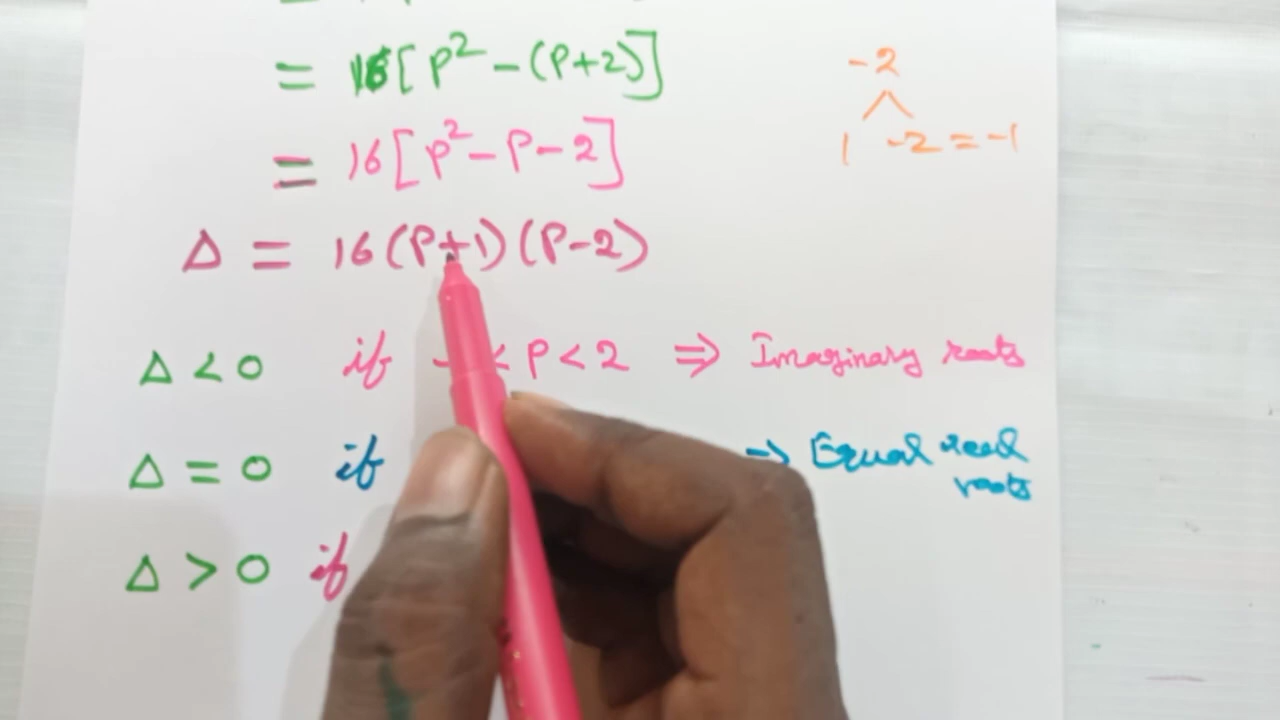 = 16[P² - (P+2)]
-2
1 -2 = -1
= 16[P² - P - 2]
Δ = 16(P+1)(P-2)
Δ < 0 if - < P < 2 ⇒ Imaginary roots
Δ = 0 if → Equal real roots
Δ > 0 if